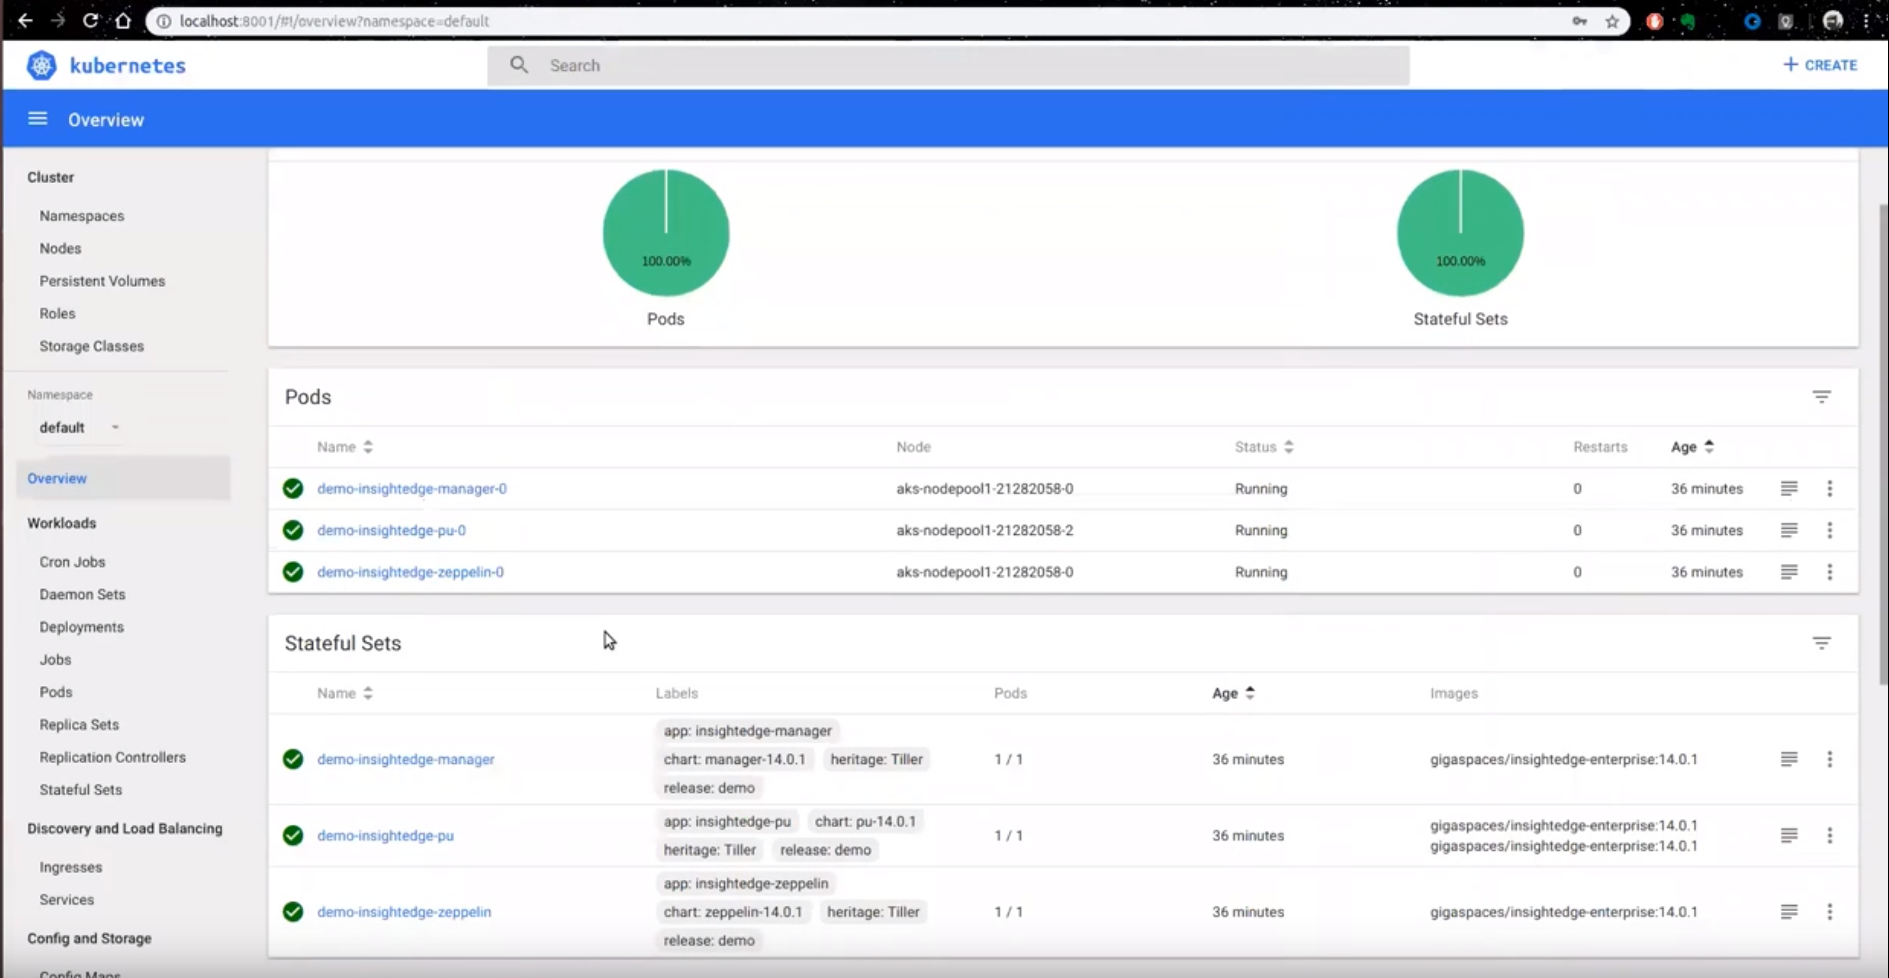 localhost:8001/#!/overview?namespace=default
kubernetes
Search
+ CREATE
Overview
Cluster
Namespaces
Nodes
Persistent Volumes
Roles
Storage Classes
Namespace
default
Overview
Workloads
Cron Jobs
Daemon Sets
Deployments
Jobs
Pods
Replica Sets
Replication Controllers
Stateful Sets
Discovery and Load Balancing
Ingresses
Services
Config and Storage
Config Maps
100.00%
Pods
100.00%
Stateful Sets
Pods
Name Node Status Restarts Age
demo-insightedge-manager-0 aks-nodepool1-21282058-0 Running 0 36 minutes
demo-insightedge-pu-0 aks-nodepool1-21282058-2 Running 0 36 minutes
demo-insightedge-zeppelin-0 aks-nodepool1-21282058-0 Running 0 36 minutes
Stateful Sets
Name Labels Pods Age Images
app: insightedge-manager
demo-insightedge-manager chart: manager-14.0.1 heritage: Tiller 1 / 1 36 minutes gigaspaces/insightedge-enterprise:14.0.1
release: demo
app: insightedge-pu chart: pu-14.0.1 gigaspaces/insightedge-enterprise:14.0.1
demo-insightedge-pu 1 / 1 36 minutes
heritage: Tiller release: demo gigaspaces/insightedge-enterprise:14.0.1
app: insightedge-zeppelin
demo-insightedge-zeppelin chart: zeppelin-14.0.1 heritage: Tiller 1 / 1 36 minutes gigaspaces/insightedge-enterprise:14.0.1
release: demo